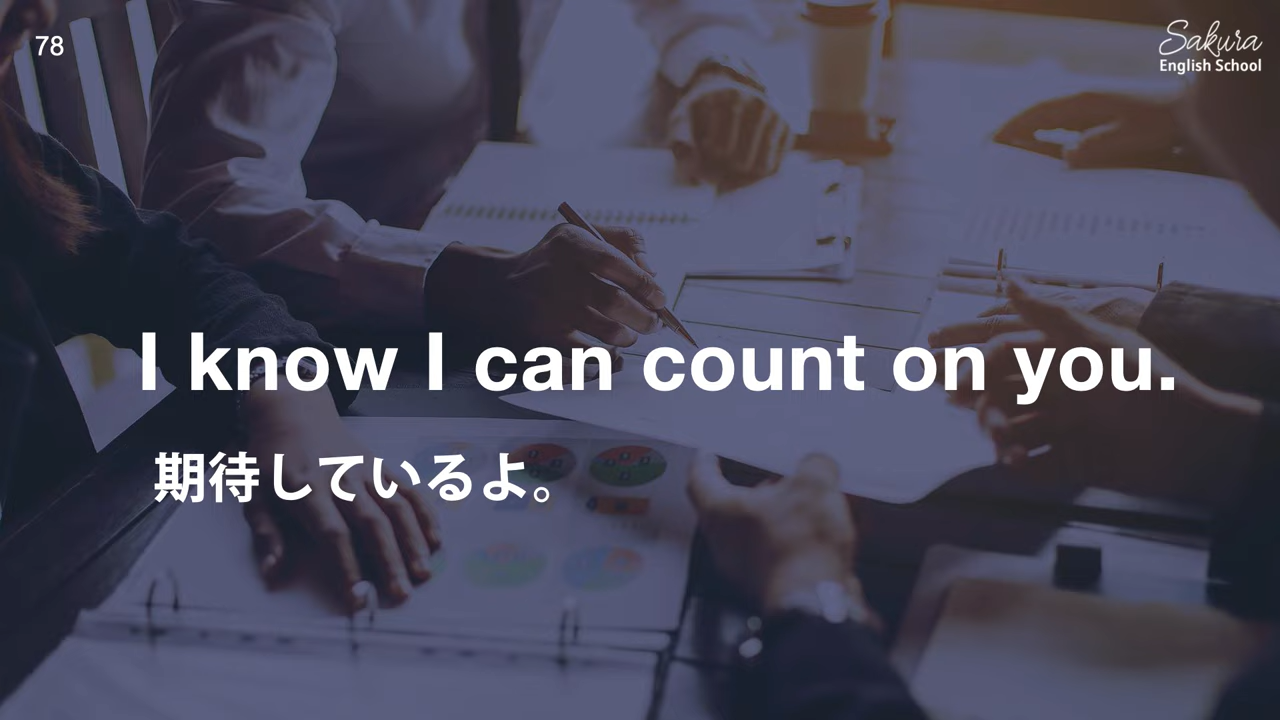 78
Sakura
English School
I know I can count on you.
期待しているよ。